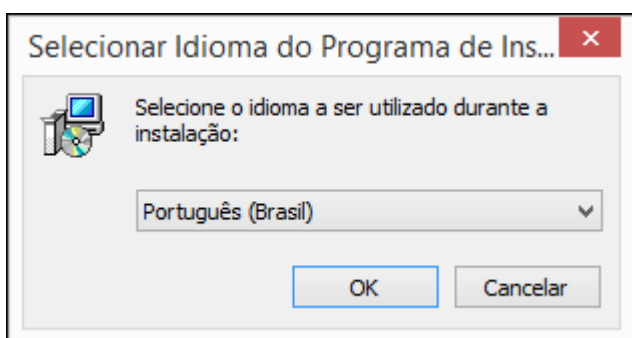 Selecionar Idioma do Programa de Ins...
Selecione o idioma a ser utilizado durante a
instalação:
Português (Brasil)
OK
Cancelar